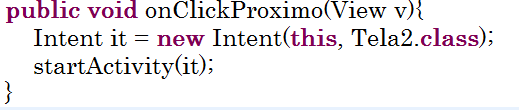 public void onClickProximo(View v){
    Intent it = new Intent(this, Tela2.class);
    startActivity(it);
}